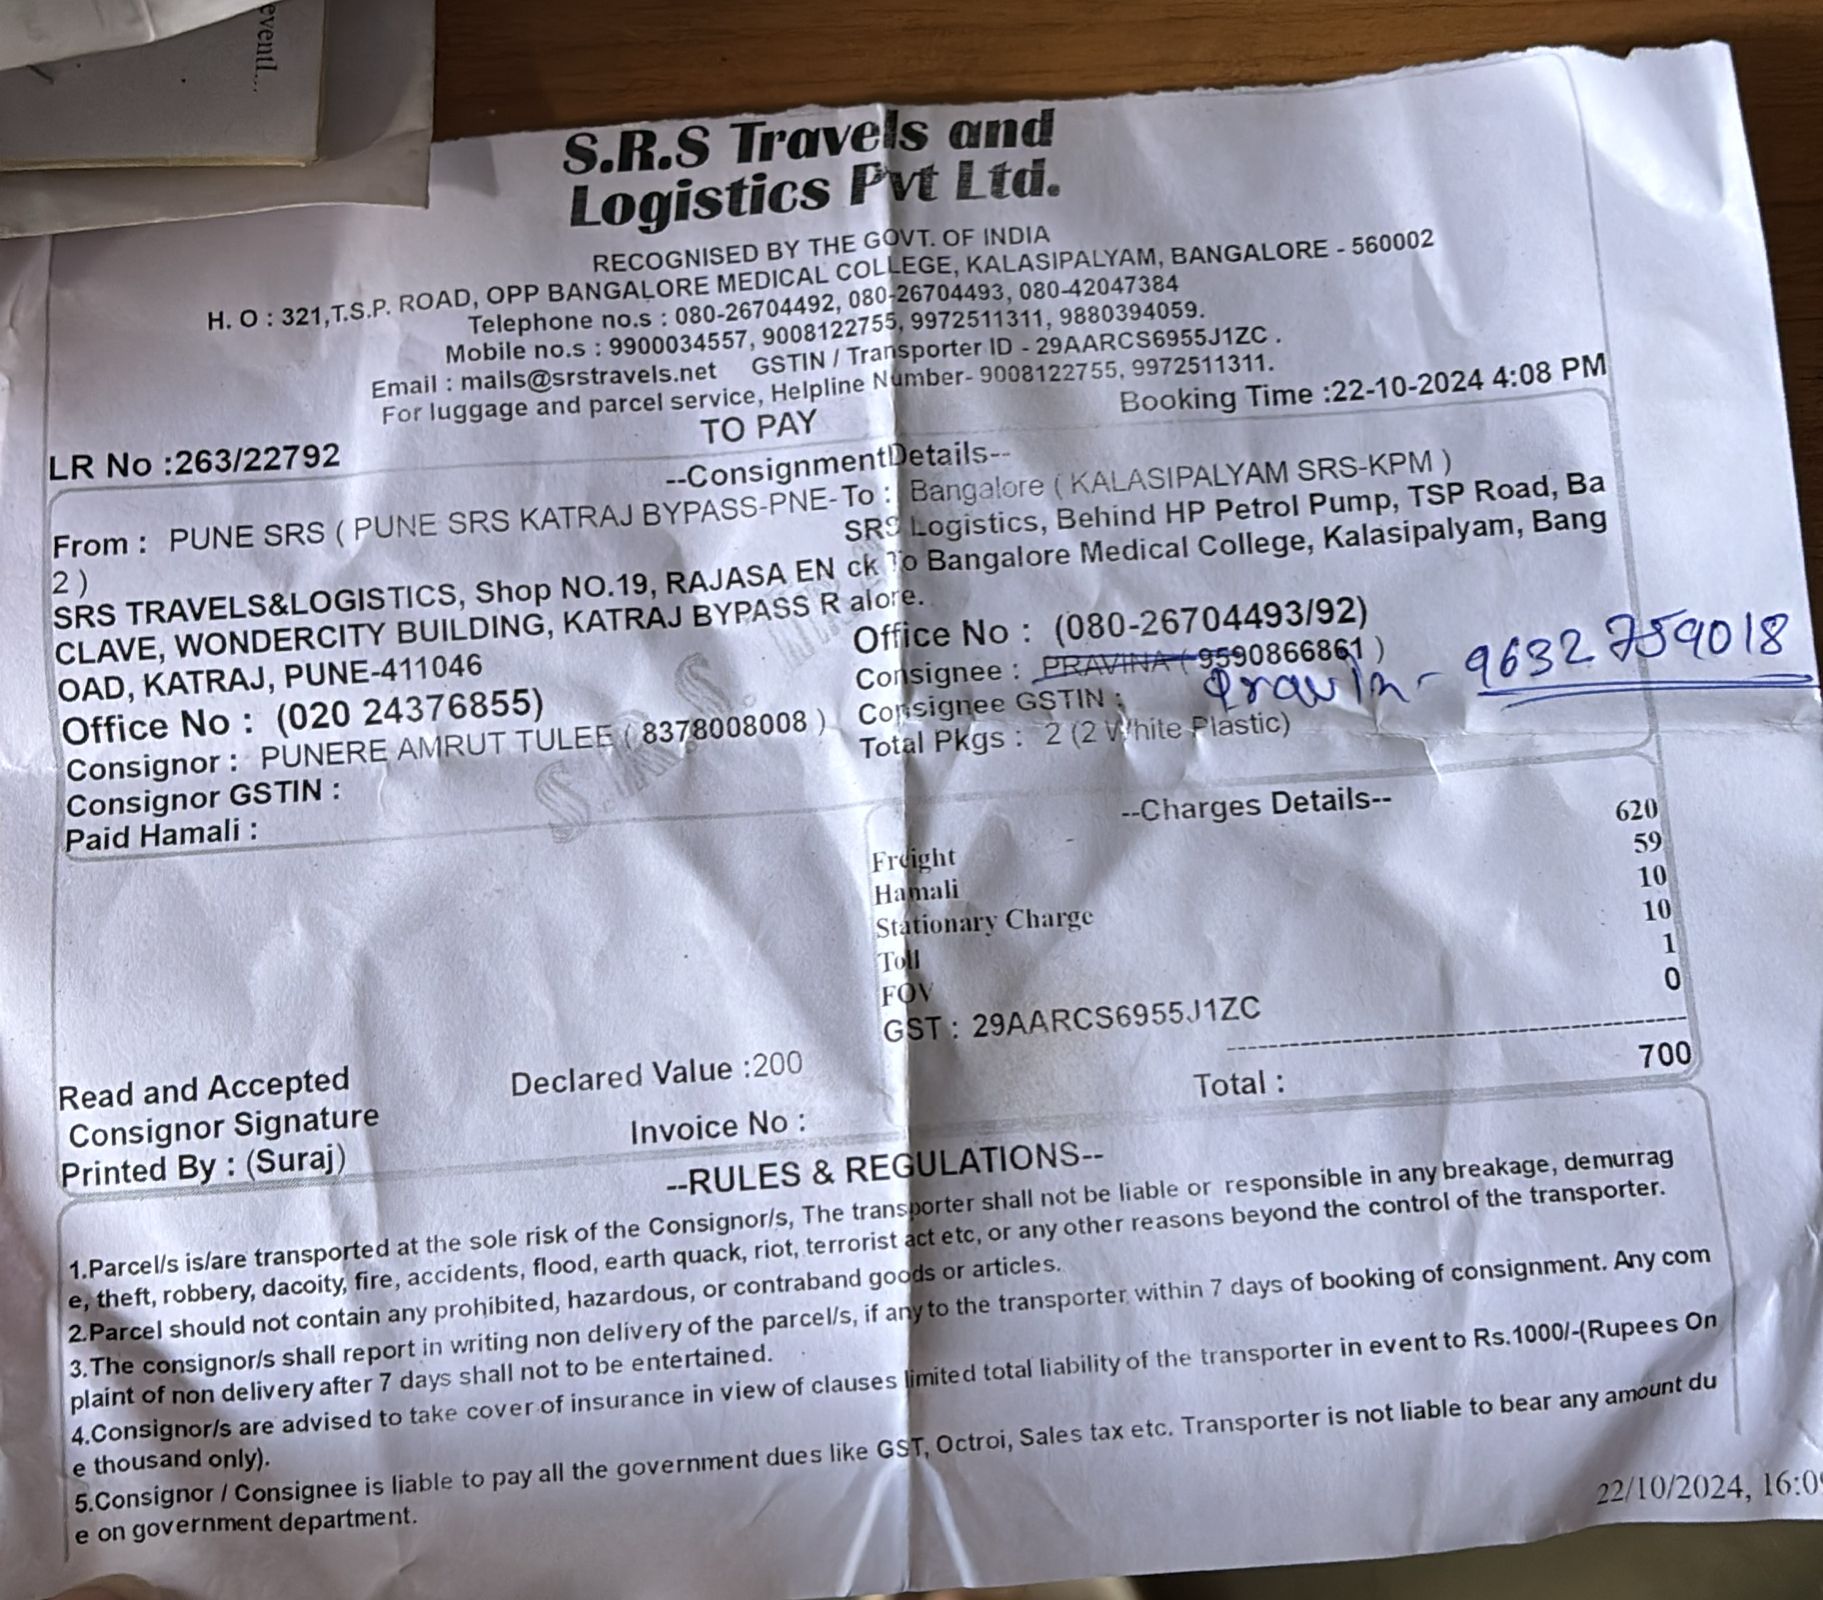 eventl...
S.R.S Travels and
Logistics Pvt Ltd.
RECOGNISED BY THE GOVT. OF INDIA
H. O : 321,T.S.P. ROAD, OPP BANGALORE MEDICAL COLLEGE, KALASIPALYAM, BANGALORE - 560002
Telephone no.s : 080-26704492, 080-26704493, 080-42047384
Mobile no.s : 9900034557, 9008122755, 9972511311, 9880394059.
Email : mails@srstravels.net GSTIN / Transporter ID - 29AARCS6955J1ZC .
For luggage and parcel service, Helpline Number- 9008122755, 9972511311.
LR No :263/22792 TO PAY Booking Time :22-10-2024 4:08 PM
--ConsignmentDetails--
From : PUNE SRS ( PUNE SRS KATRAJ BYPASS-PNE-
2 )
SRS TRAVELS&LOGISTICS, Shop NO.19, RAJASA EN
CLAVE, WONDERCITY BUILDING, KATRAJ BYPASS R
OAD, KATRAJ, PUNE-411046
Office No : (020 24376855)
Consignor : PUNERE AMRUT TULEE ( 8378008008 )
Consignor GSTIN :
Paid Hamali :
To : Bangalore ( KALASIPALYAM SRS-KPM )
SRS Logistics, Behind HP Petrol Pump, TSP Road, Ba
ck To Bangalore Medical College, Kalasipalyam, Bang
alore.
Office No : (080-26704493/92)
Consignee : PRAVINA ( 9590866861 )
Pravin - 9632759018
Consignee GSTIN :
Total Pkgs : 2 (2 White Plastic)
S.R.S.
--Charges Details--
Freight 620
Hamali 59
Stationary Charge 10
Toll 10
FOV 1
GST : 29AARCS6955J1ZC 0
Total : 700
Read and Accepted
Consignor Signature
Printed By : (Suraj)
Declared Value :200
Invoice No :
--RULES & REGULATIONS--
1.Parcel/s is/are transported at the sole risk of the Consignor/s, The transporter shall not be liable or responsible in any breakage, demurrag
e, theft, robbery, dacoity, fire, accidents, flood, earth quack, riot, terrorist act etc, or any other reasons beyond the control of the transporter.
2.Parcel should not contain any prohibited, hazardous, or contraband goods or articles.
3.The consignor/s shall report in writing non delivery of the parcel/s, if any to the transporter within 7 days of booking of consignment. Any com
plaint of non delivery after 7 days shall not to be entertained.
4.Consignor/s are advised to take cover of insurance in view of clauses limited total liability of the transporter in event to Rs.1000/-(Rupees On
e thousand only).
5.Consignor / Consignee is liable to pay all the government dues like GST, Octroi, Sales tax etc. Transporter is not liable to bear any amount du
e on government department.
22/10/2024, 16:09